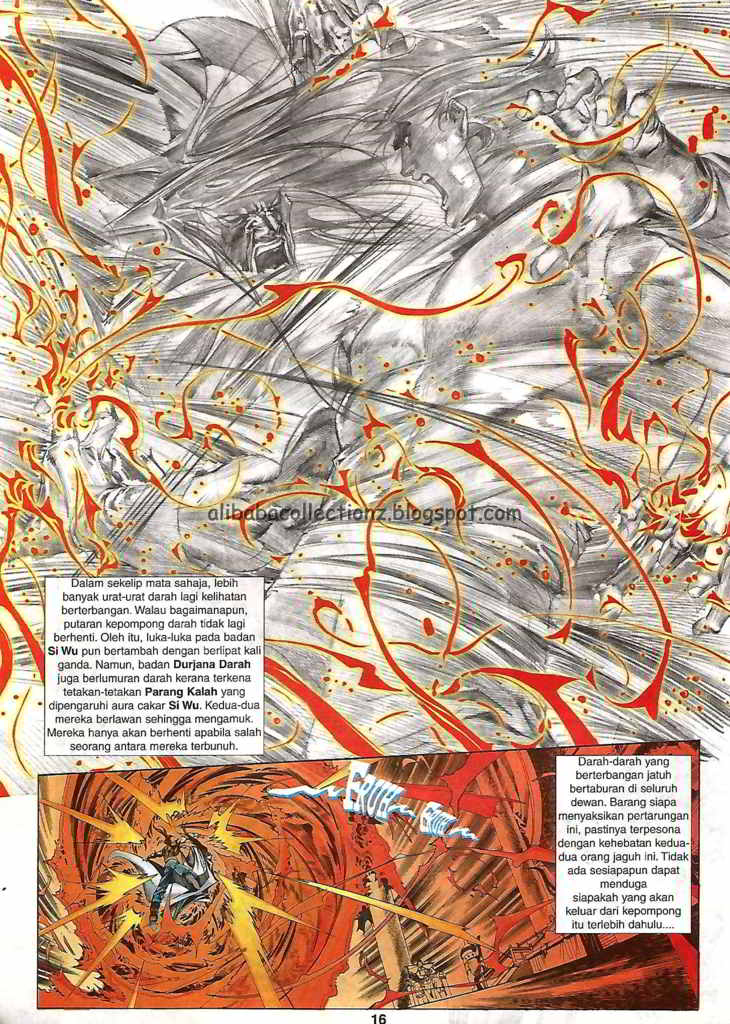 alibabacollectionz.blogspot.com
Dalam sekelip mata sahaja, lebih
banyak urat-urat darah lagi kelihatan
berterbangan. Walau bagaimanapun,
putaran kepompong darah tidak lagi
berhenti. Oleh itu, luka-luka pada badan
Si Wu pun bertambah dengan berlipat kali
ganda. Namun, badan Durjana Darah
juga berlumuran darah kerana terkena
tetakan-tetakan Parang Kalah yang
dipengaruhi aura cakar Si Wu. Kedua-dua
mereka berlawan sehingga mengamuk.
Mereka hanya akan berhenti apabila salah
seorang antara mereka terbunuh.
Darah-darah yang
berterbangan jatuh
bertaburan di seluruh
dewan. Barang siapa
menyaksikan pertarungan
ini, pastinya terpesona
dengan kehebatan kedua-
dua orang jaguh ini. Tidak
ada sesiapapun dapat
menduga
siapakah yang akan
keluar dari kepompong
itu terlebih dahulu....
16